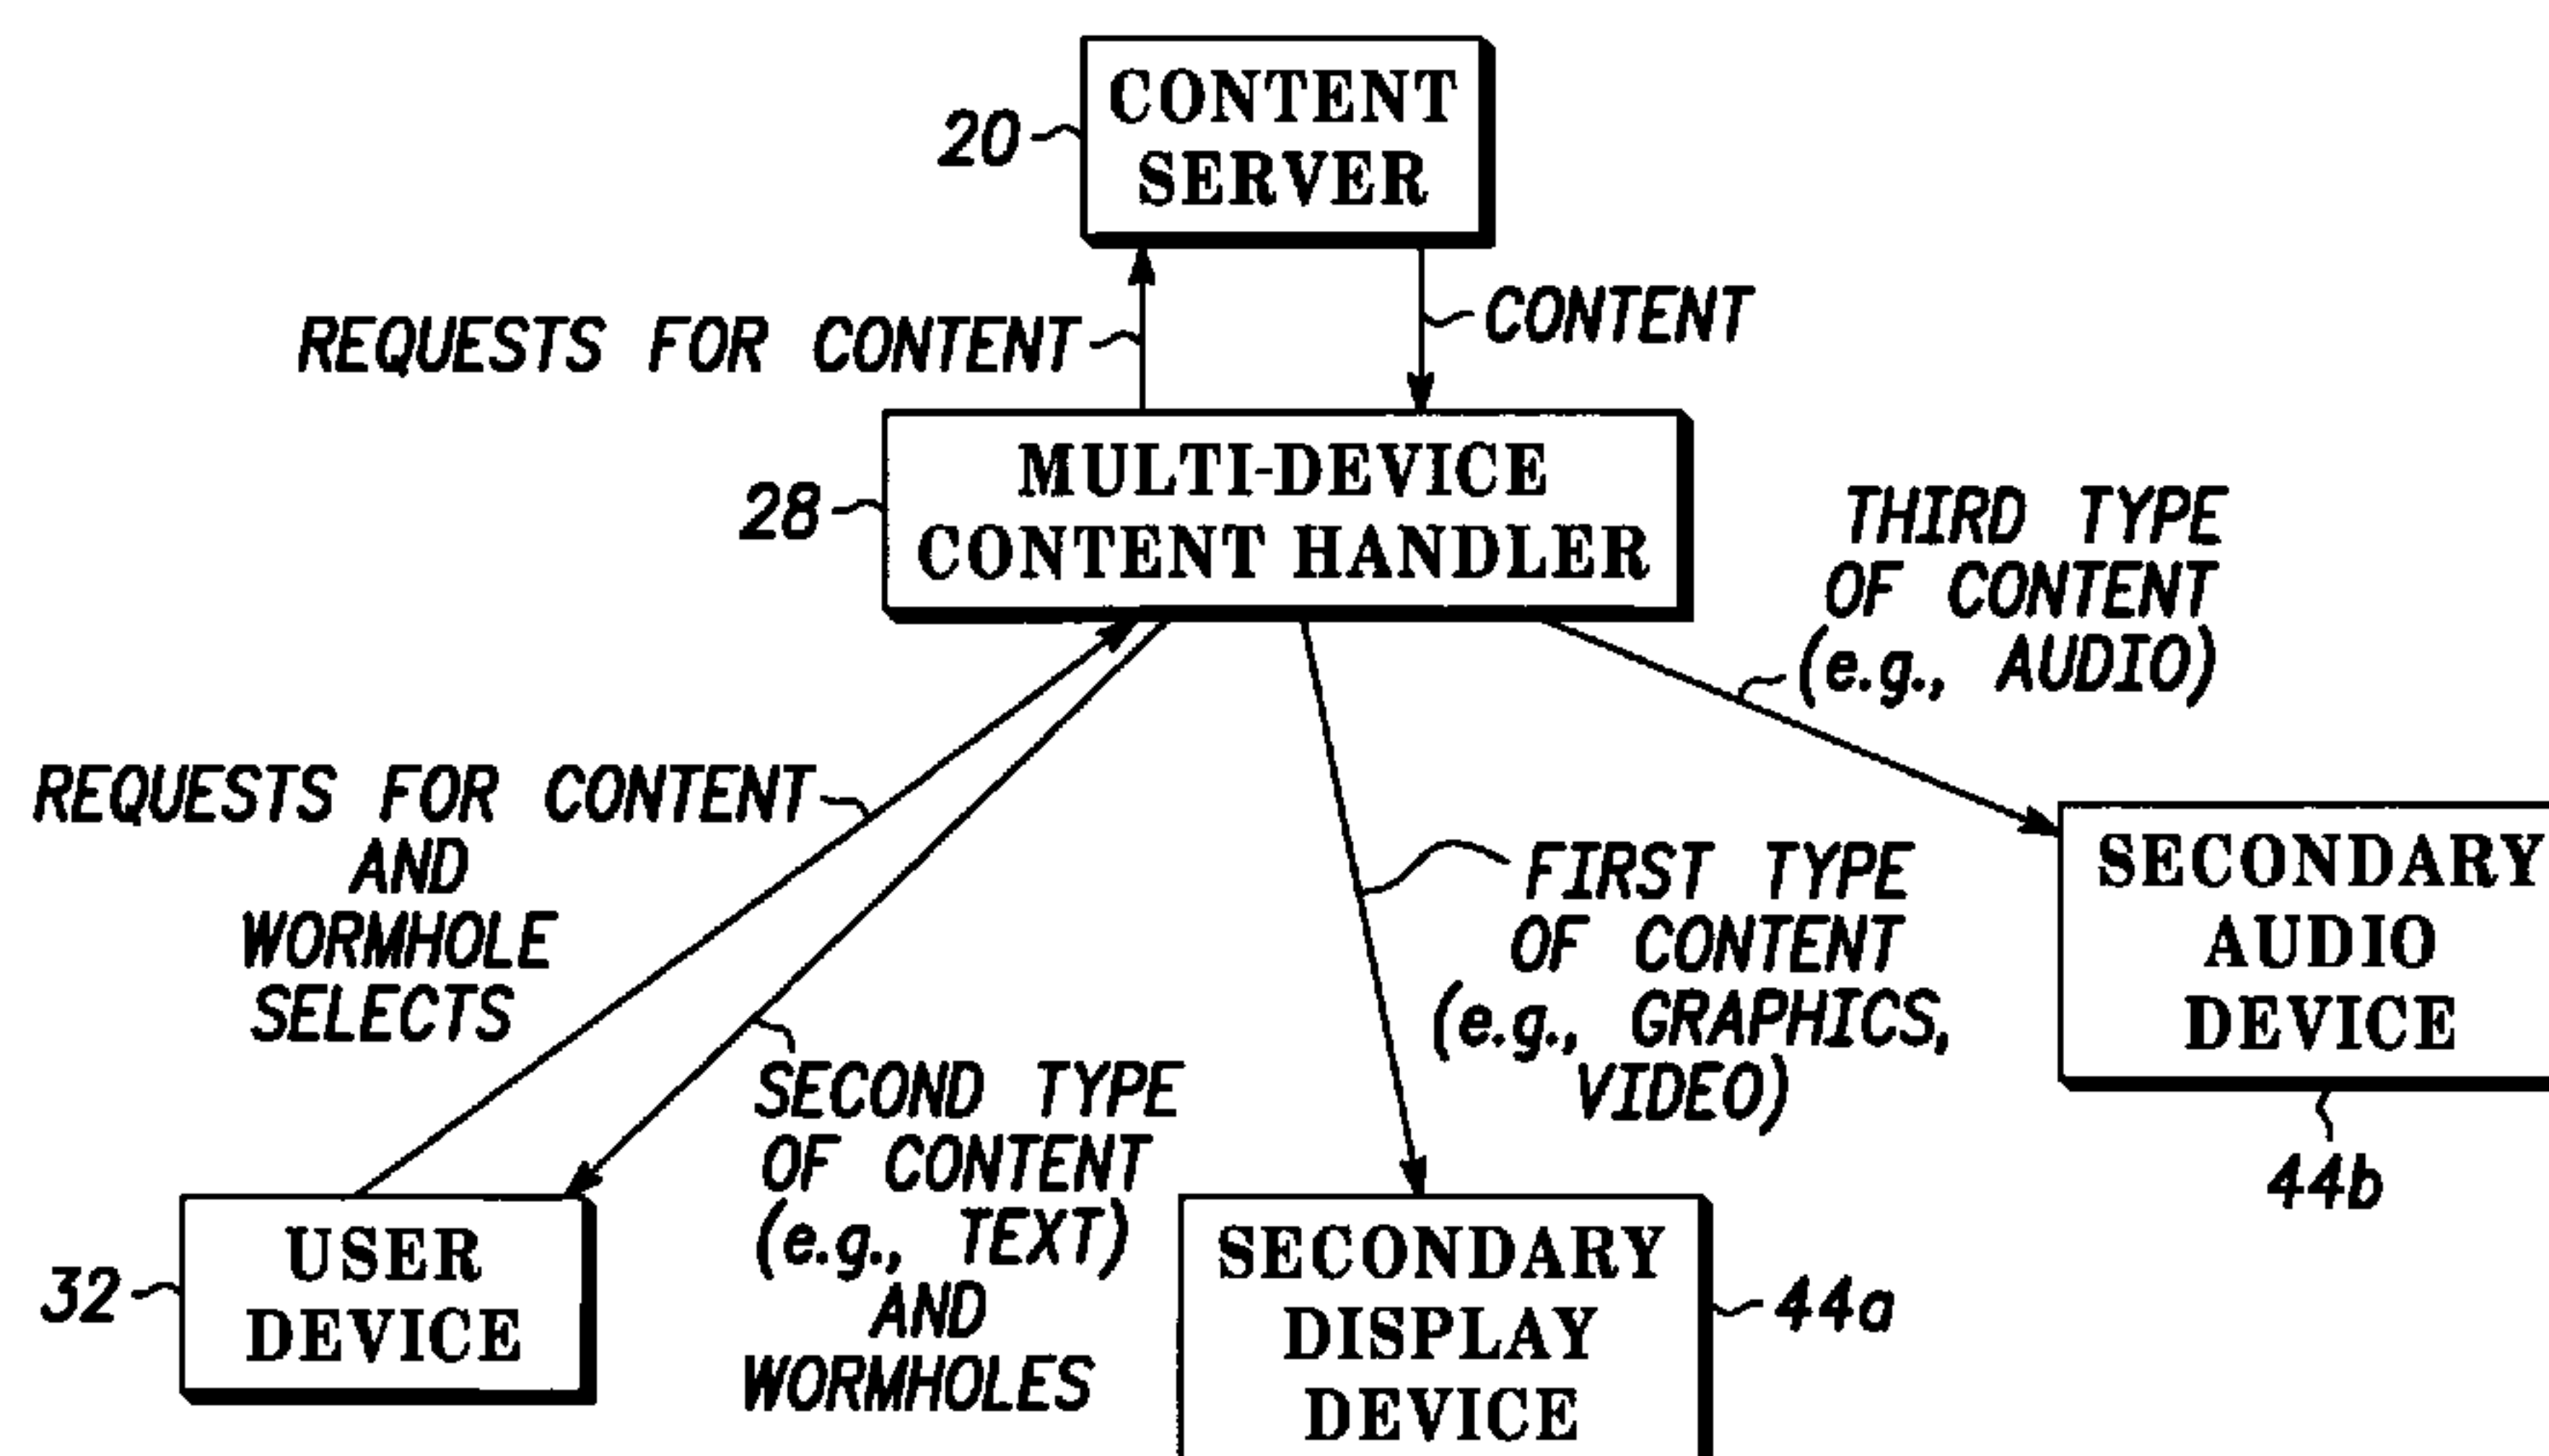 CONTENT
SERVER
20
REQUESTS FOR CONTENT
CONTENT
MULTI-DEVICE
CONTENT HANDLER
28
THIRD TYPE
OF CONTENT
(e.g., AUDIO)
REQUESTS FOR CONTENT
AND
WORMHOLE
SELECTS
SECOND TYPE
OF CONTENT
(e.g., TEXT)
AND
WORMHOLES
FIRST TYPE
OF CONTENT
(e.g., GRAPHICS,
VIDEO)
SECONDARY
AUDIO
DEVICE
44b
32
USER
DEVICE
SECONDARY
DISPLAY
DEVICE
44a